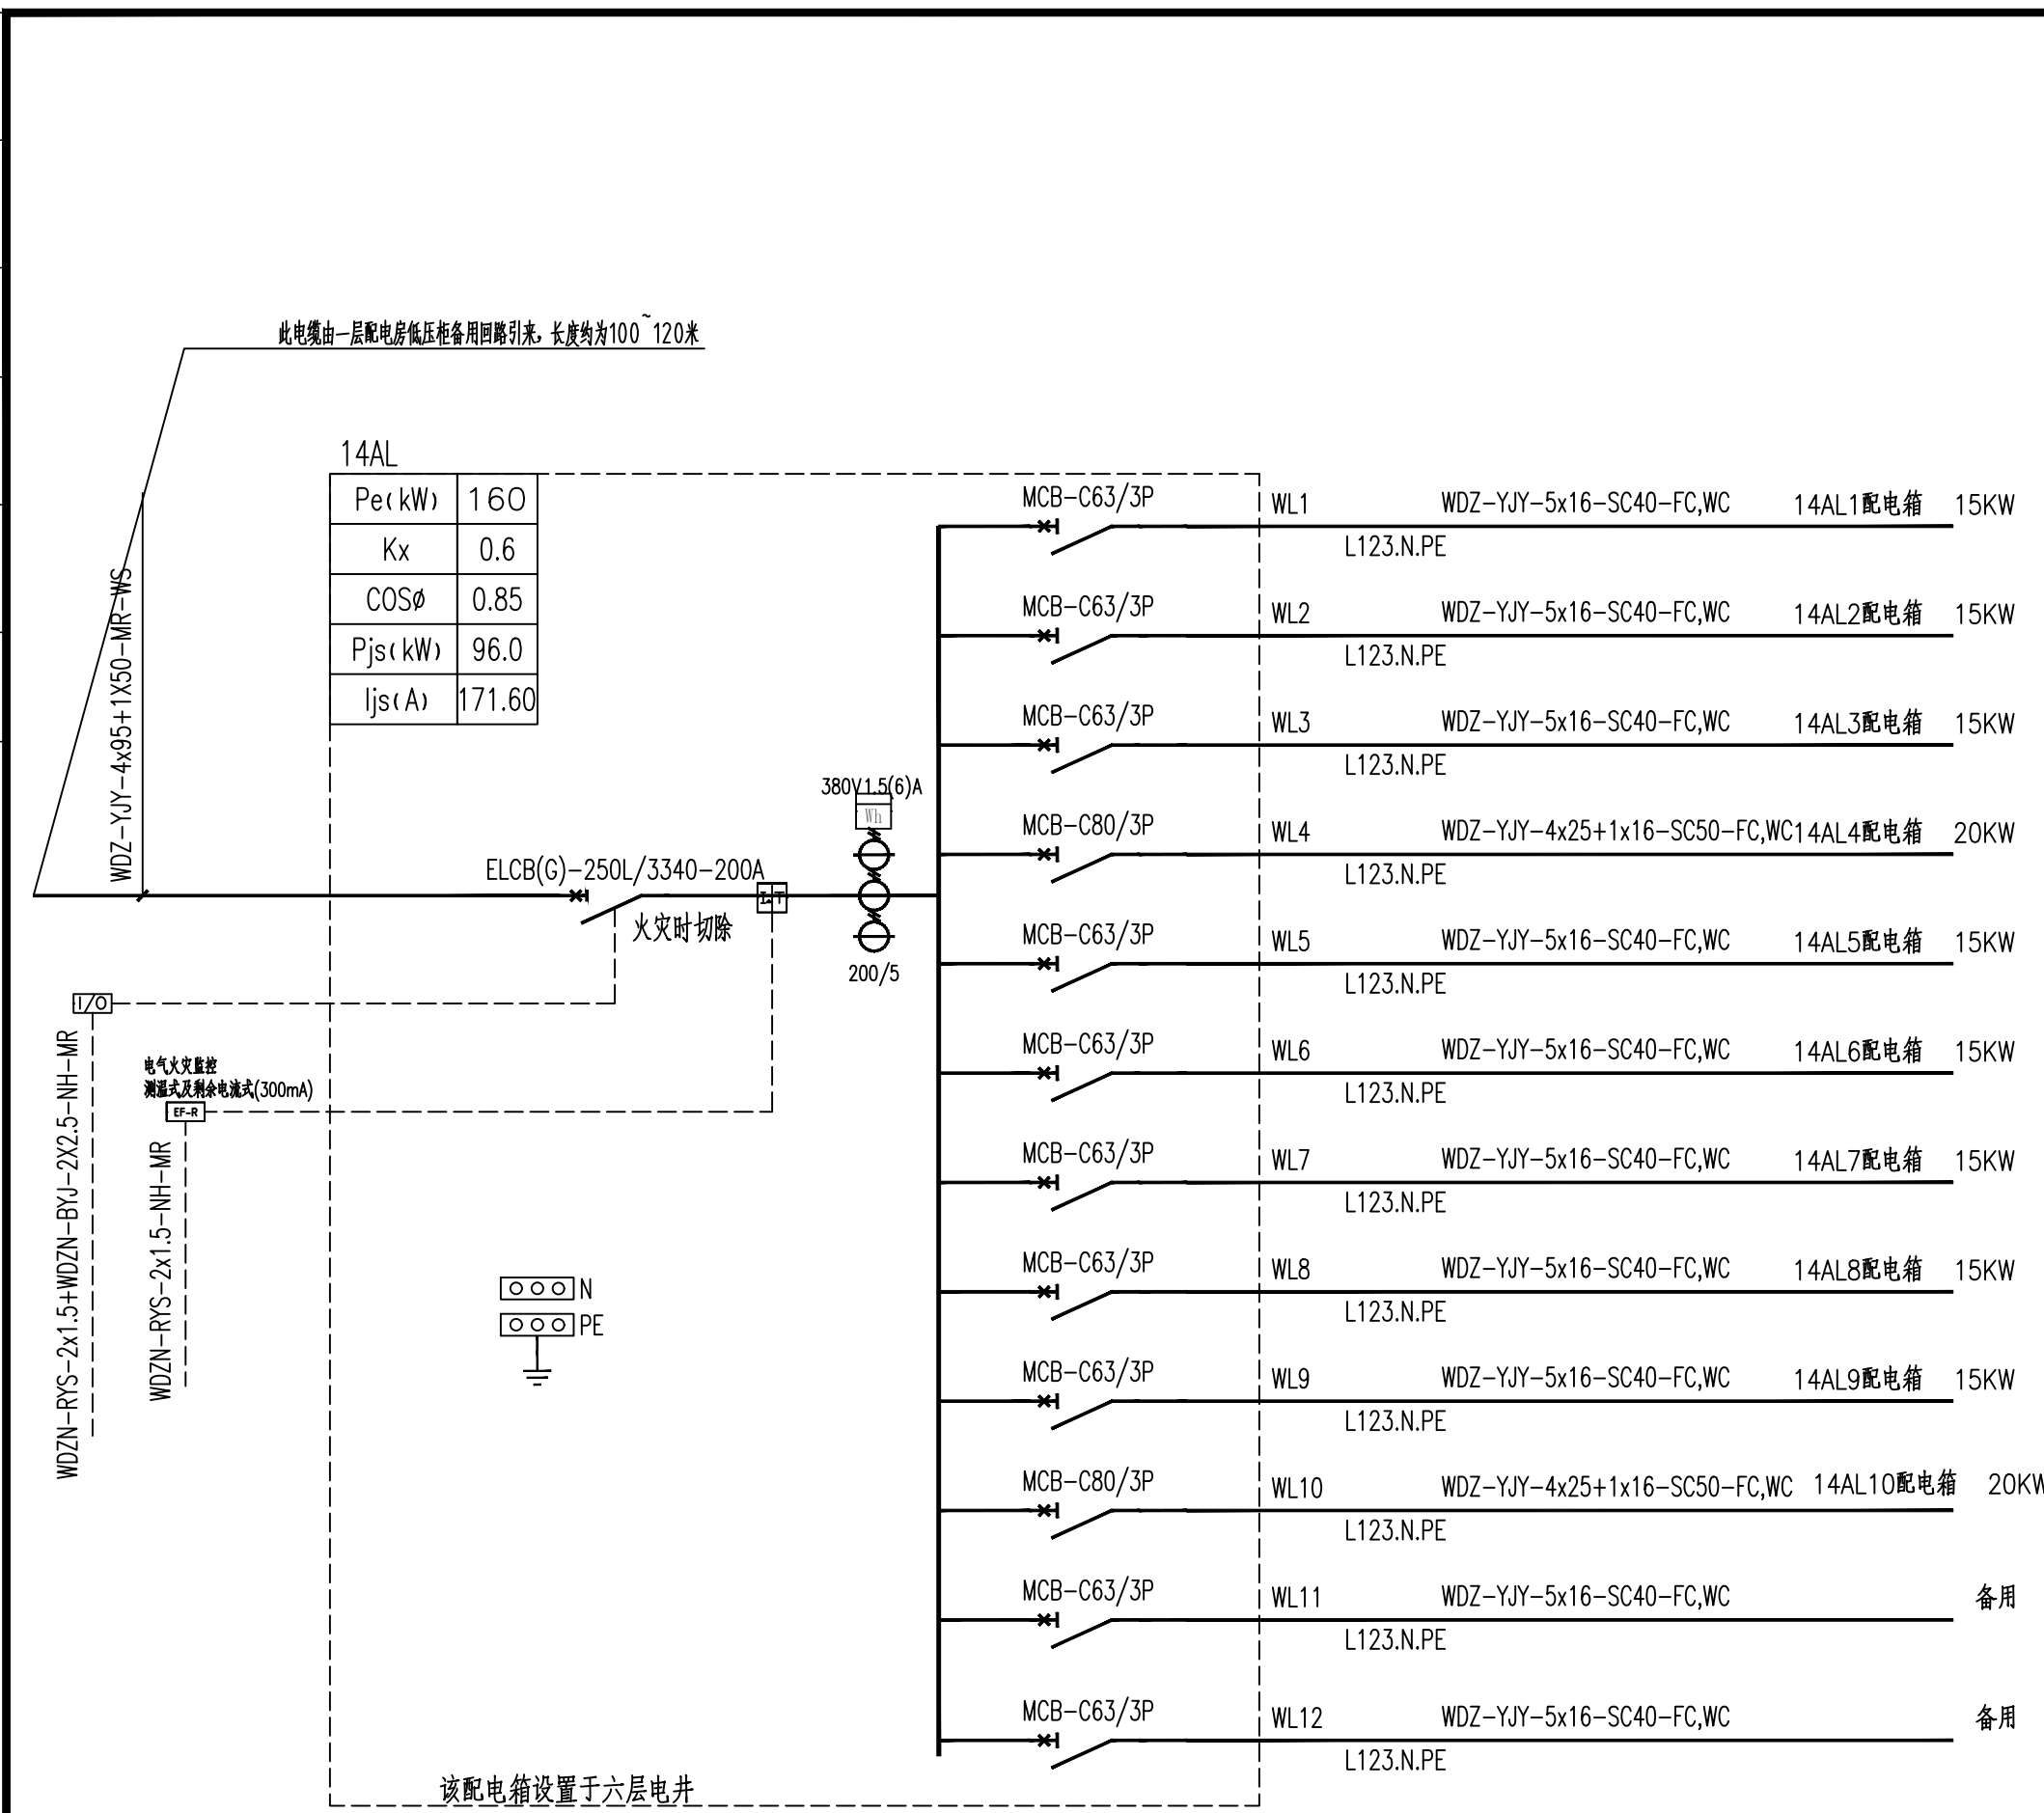 此电缆由一层配电房低压柜备用回路引来，长度约为100~120米
WDZ-YJY-4x95+1X50-MR-WS
14AL
Pe(kW) 160
Kx 0.6
COSø 0.85
Pjs(kW) 96.0
Ijs(A) 171.60
ELCB(G)-250L/3340-200A
火灾时切除
I.T
380V1.5(6)A
Wh
200/5
I/O
WDZN-RYS-2x1.5+WDZN-BYJ-2X2.5-NH-MR
电气火灾监控
测温式及剩余电流式(300mA)
EF-R
WDZN-RYS-2x1.5-NH-MR
N
PE
MCB-C63/3P WL1 WDZ-YJY-5x16-SC40-FC,WC 14AL1配电箱 15KW
L123.N.PE
MCB-C63/3P WL2 WDZ-YJY-5x16-SC40-FC,WC 14AL2配电箱 15KW
L123.N.PE
MCB-C63/3P WL3 WDZ-YJY-5x16-SC40-FC,WC 14AL3配电箱 15KW
L123.N.PE
MCB-C80/3P WL4 WDZ-YJY-4x25+1x16-SC50-FC,WC 14AL4配电箱 20KW
L123.N.PE
MCB-C63/3P WL5 WDZ-YJY-5x16-SC40-FC,WC 14AL5配电箱 15KW
L123.N.PE
MCB-C63/3P WL6 WDZ-YJY-5x16-SC40-FC,WC 14AL6配电箱 15KW
L123.N.PE
MCB-C63/3P WL7 WDZ-YJY-5x16-SC40-FC,WC 14AL7配电箱 15KW
L123.N.PE
MCB-C63/3P WL8 WDZ-YJY-5x16-SC40-FC,WC 14AL8配电箱 15KW
L123.N.PE
MCB-C63/3P WL9 WDZ-YJY-5x16-SC40-FC,WC 14AL9配电箱 15KW
L123.N.PE
MCB-C80/3P WL10 WDZ-YJY-4x25+1x16-SC50-FC,WC 14AL10配电箱 20KW
L123.N.PE
MCB-C63/3P WL11 WDZ-YJY-5x16-SC40-FC,WC 备用
L123.N.PE
MCB-C63/3P WL12 WDZ-YJY-5x16-SC40-FC,WC 备用
L123.N.PE
该配电箱设置于六层电井